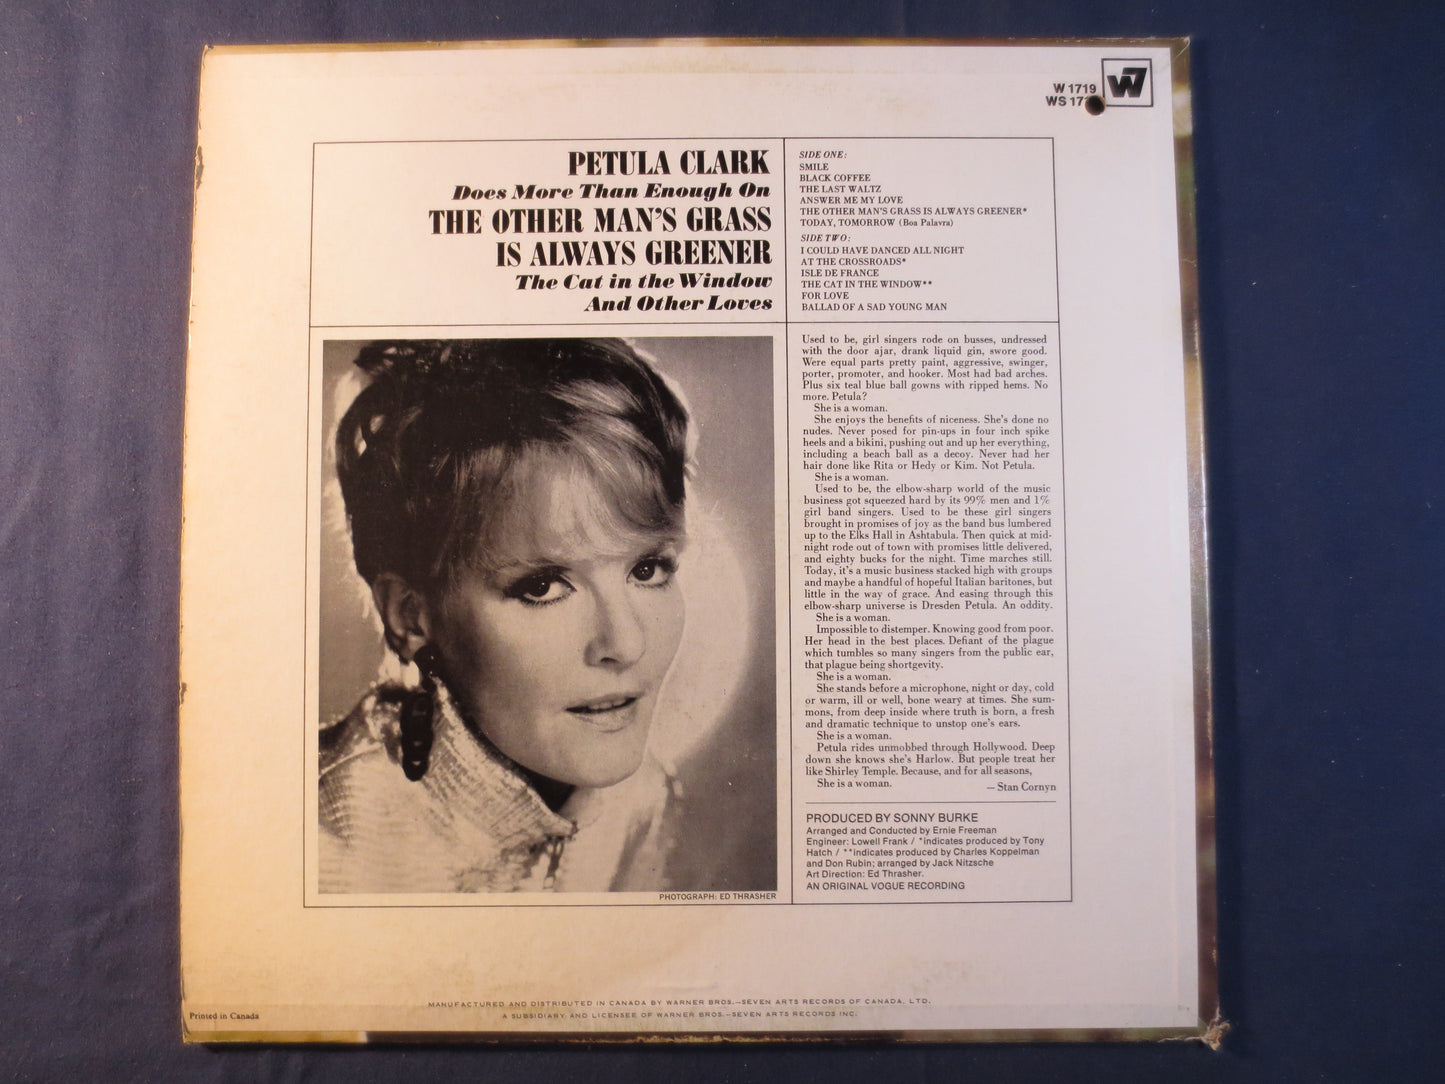 W 1719
WS 17
W7
PETULA CLARK
Does More Than Enough On
THE OTHER MAN'S GRASS
IS ALWAYS GREENER
The Cat in the Window
And Other Loves
SIDE ONE:
SMILE
BLACK COFFEE
THE LAST WALTZ
ANSWER ME MY LOVE
THE OTHER MAN'S GRASS IS ALWAYS GREENER*
TODAY, TOMORROW (Boa Palavra)
SIDE TWO:
I COULD HAVE DANCED ALL NIGHT
AT THE CROSSROADS*
ISLE DE FRANCE
THE CAT IN THE WINDOW**
FOR LOVE
BALLAD OF A SAD YOUNG MAN
Used to be, girl singers rode on busses, undressed
with the door ajar, drank liquid gin, swore good.
Were equal parts pretty paint, aggressive, swinger,
porter, promoter, and hooker. Most had bad arches.
Plus six teal blue ball gowns with ripped hems. No
more. Petula?
She is a woman.
She enjoys the benefits of niceness. She's done no
nudes. Never posed for pin-ups in four inch spike
heels and a bikini, pushing out and up her everything,
including a beach ball as a decoy. Never had her
hair done like Rita or Hedy or Kim. Not Petula.
She is a woman.
Used to be, the elbow-sharp world of the music
business got squeezed hard by its 99% men and 1%
girl band singers. Used to be these girl singers
brought in promises of joy as the band bus lumbered
up to the Elks Hall in Ashtabula. Then quick at mid-
night rode out of town with promises little delivered,
and eighty bucks for the night. Time marches still.
Today, it's a music business stacked high with groups
and maybe a handful of hopeful Italian baritones, but
little in the way of grace. And easing through this
elbow-sharp universe is Dresden Petula. An oddity.
She is a woman.
Impossible to distemper. Knowing good from poor.
Her head in the best places. Defiant of the plague
which tumbles so many singers from the public ear,
that plague being shortgevity.
She is a woman.
She stands before a microphone, night or day, cold
or warm, ill or well, bone weary at times. She sum-
mons, from deep inside where truth is born, a fresh
and dramatic technique to unstop one's ears.
She is a woman.
Petula rides unmobbed through Hollywood. Deep
down she knows she's Harlow. But people treat her
like Shirley Temple. Because, and for all seasons,
She is a woman.
— Stan Cornyn
PRODUCED BY SONNY BURKE
Arranged and Conducted by Ernie Freeman
Engineer: Lowell Frank / *indicates produced by Tony
Hatch / **indicates produced by Charles Koppelman
and Don Rubin; arranged by Jack Nitzsche
Art Direction: Ed Thrasher.
AN ORIGINAL VOGUE RECORDING
PHOTOGRAPH: ED THRASHER
MANUFACTURED AND DISTRIBUTED IN CANADA BY WARNER BROS.—SEVEN ARTS RECORDS OF CANADA, LTD.
A SUBSIDIARY AND LICENSEE OF WARNER BROS.—SEVEN ARTS RECORDS INC.
Printed in Canada